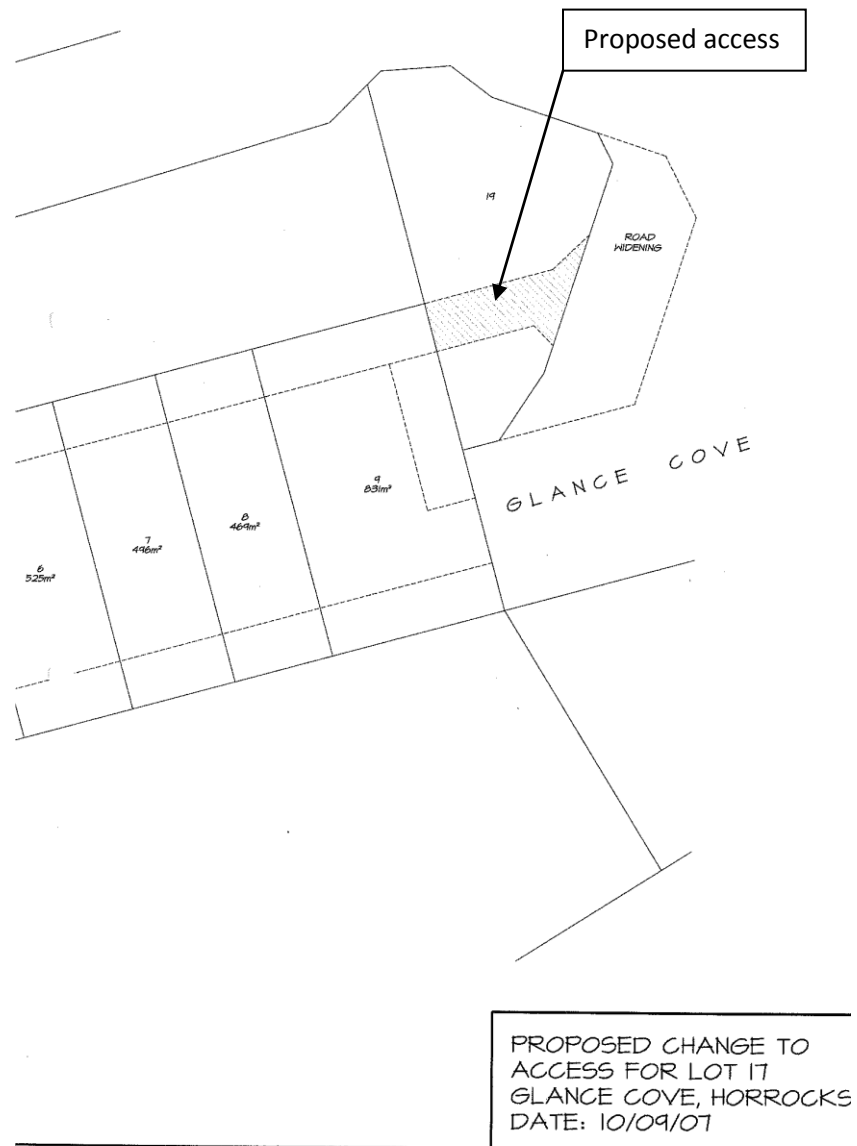 Proposed access
19
ROAD
WIDENING
GLANCE COVE
9
831m²
8
469m²
7
496m²
6
525m²
PROPOSED CHANGE TO
ACCESS FOR LOT 17
GLANCE COVE, HORROCKS
DATE: 10/09/07